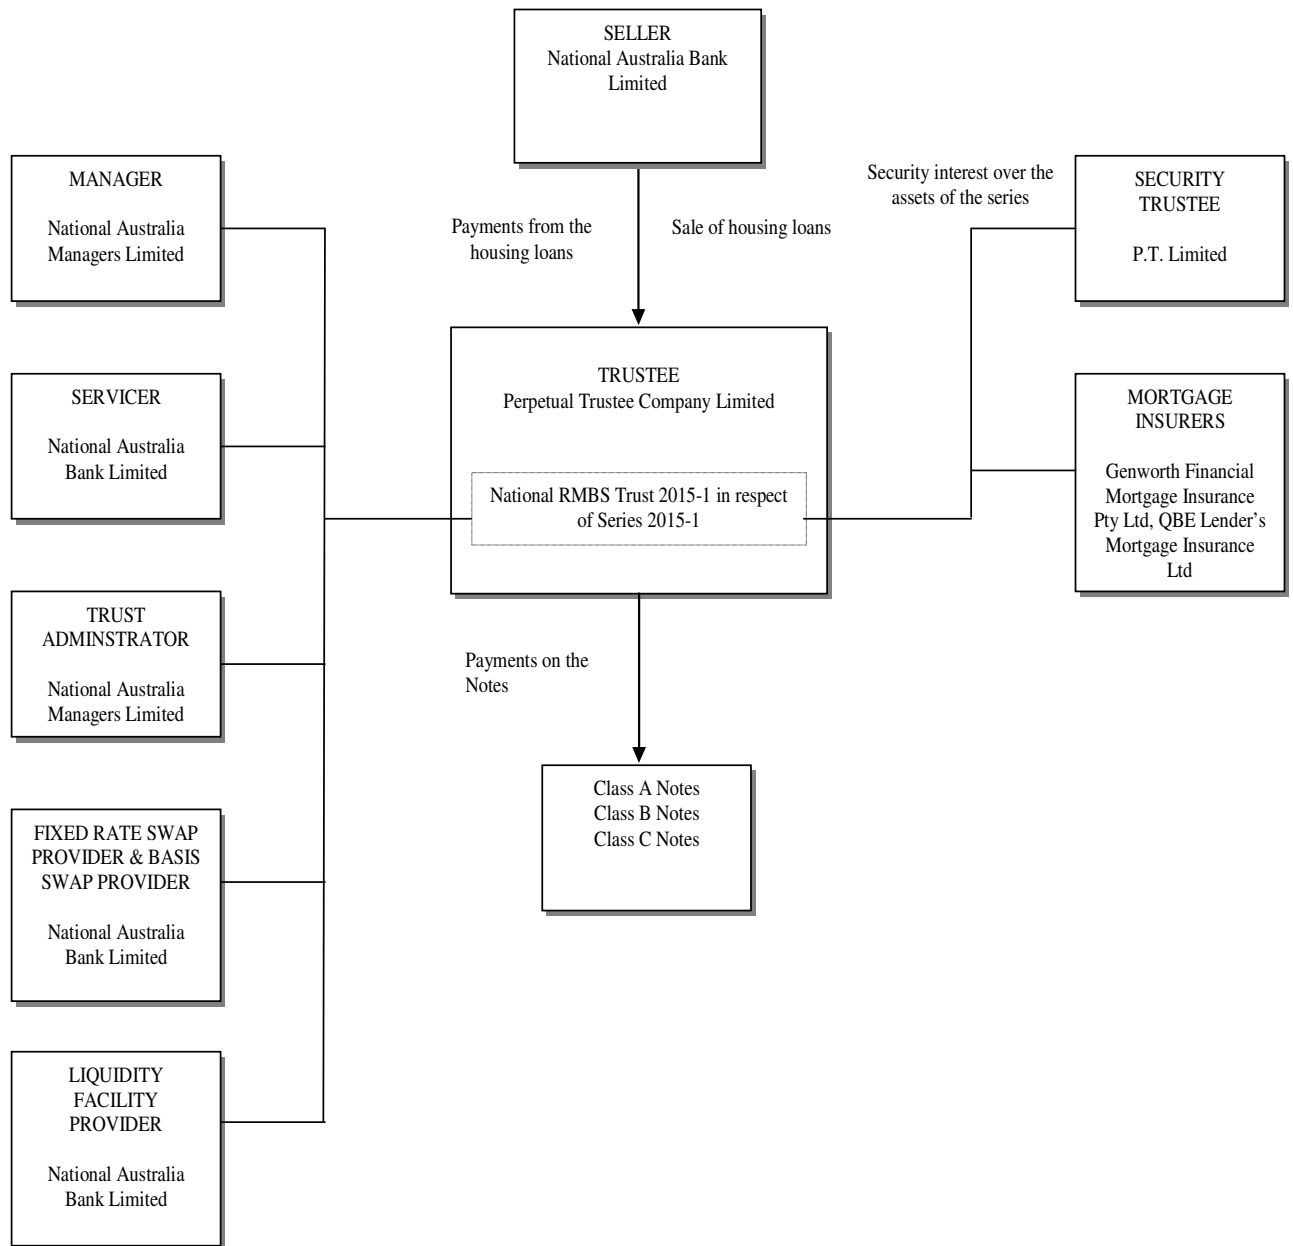 SELLER
National Australia Bank
Limited
MANAGER
National Australia
Managers Limited
Payments from the
housing loans
Sale of housing loans
Security interest over the
assets of the series
SECURITY
TRUSTEE
P.T. Limited
SERVICER
National Australia
Bank Limited
TRUSTEE
Perpetual Trustee Company Limited
National RMBS Trust 2015-1 in respect
of Series 2015-1
MORTGAGE
INSURERS
Genworth Financial
Mortgage Insurance
Pty Ltd, QBE Lender’s
Mortgage Insurance
Ltd
TRUST
ADMINSTRATOR
National Australia
Managers Limited
Payments on the
Notes
Class A Notes
Class B Notes
Class C Notes
FIXED RATE SWAP
PROVIDER & BASIS
SWAP PROVIDER
National Australia
Bank Limited
LIQUIDITY
FACILITY
PROVIDER
National Australia
Bank Limited